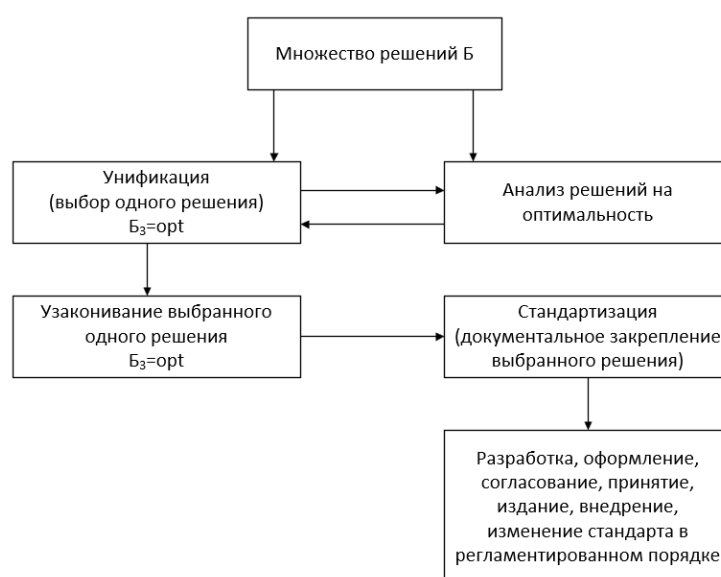 Множество решений Б
Унификация
(выбор одного решения)
Б₃=opt
Анализ решений на
оптимальность
Узаконивание выбранного
одного решения
Б₃=opt
Стандартизация
(документальное закрепление
выбранного решения)
Разработка, оформление,
согласование, принятие,
издание, внедрение,
изменение стандарта в
регламентированном порядке